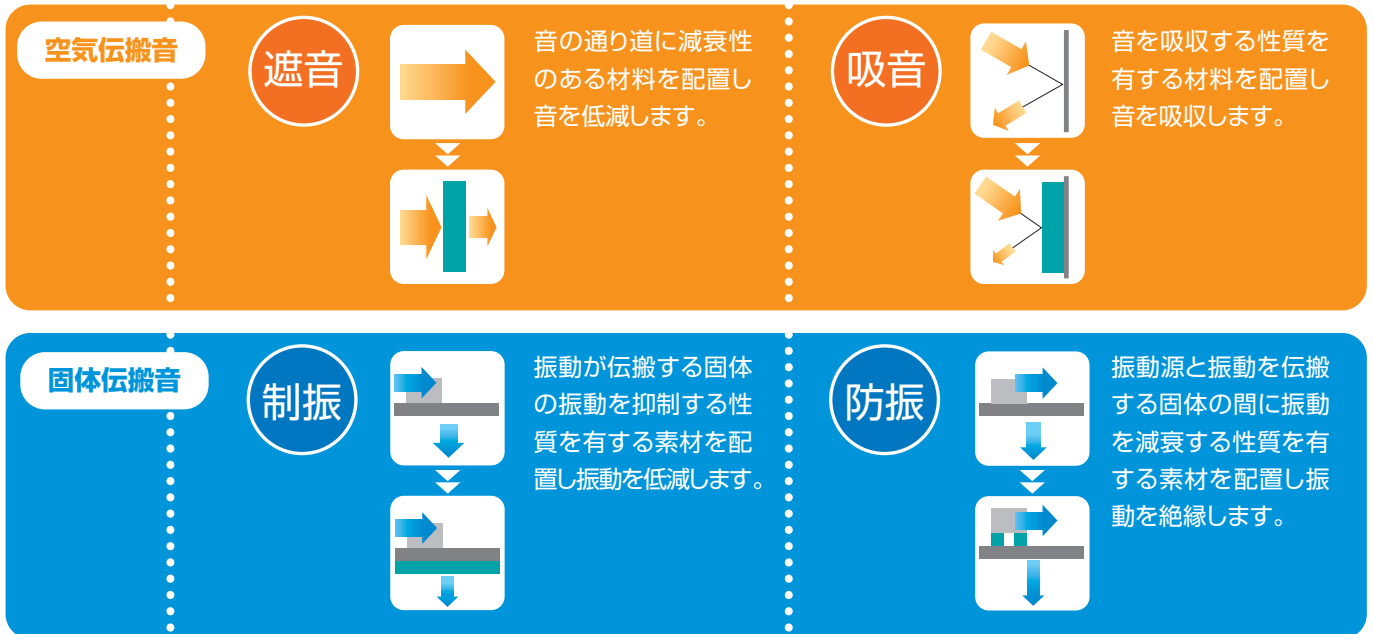 空気伝搬音
遮音
音の通り道に減衰性
のある材料を配置し
音を低減します。
吸音
音を吸収する性質を
有する材料を配置し
音を吸収します。
固体伝搬音
制振
振動が伝搬する固体
の振動を抑制する性
質を有する素材を配
置し振動を低減します。
防振
振動源と振動を伝搬
する固体の間に振動
を減衰する性質を有
する素材を配置し振
動を絶縁します。